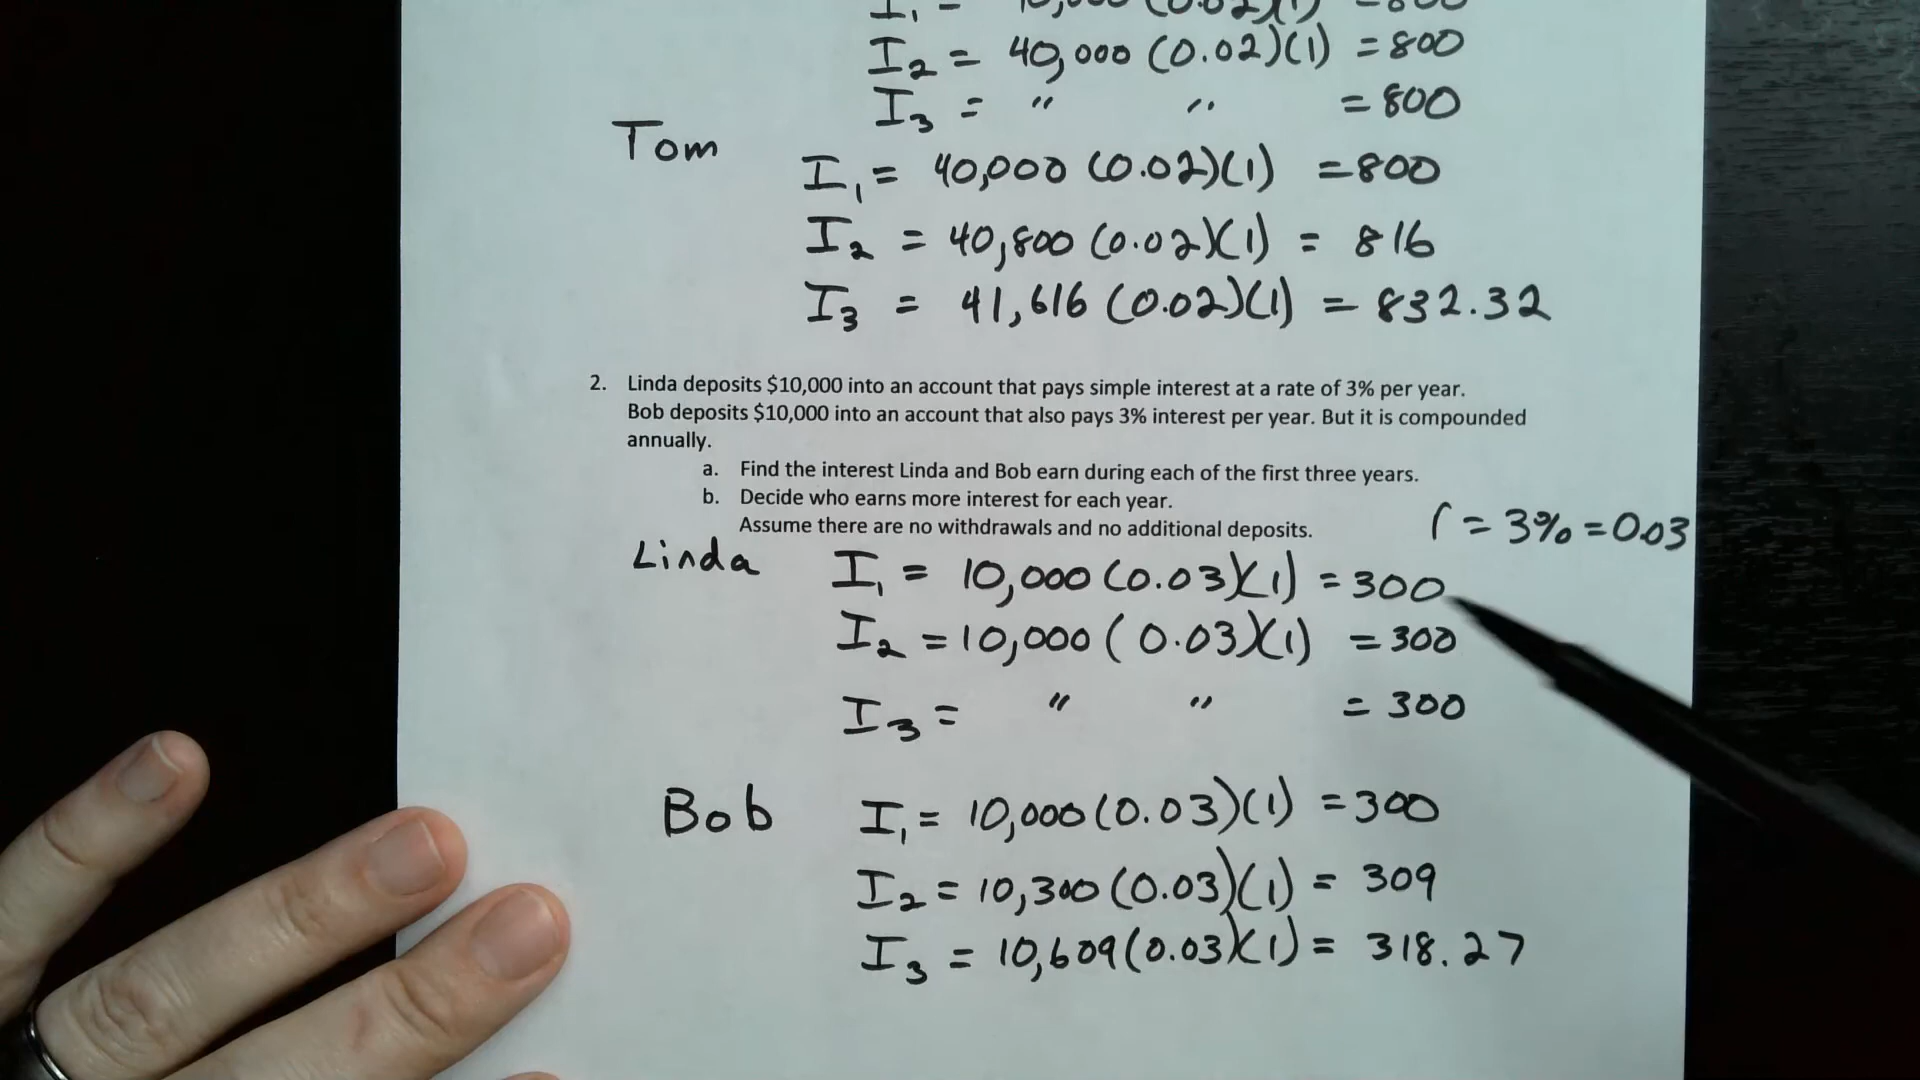 I₁ = 10,000 (0.02)(1) = 800
I₂ = 40,000 (0.02)(1) = 800
I₃ = " " = 800
Tom
I₁ = 40,000 (0.02)(1) = 800
I₂ = 40,800 (0.02)(1) = 816
I₃ = 41,616 (0.02)(1) = 832.32
2. Linda deposits $10,000 into an account that pays simple interest at a rate of 3% per year.
Bob deposits $10,000 into an account that also pays 3% interest per year. But it is compounded
annually.
a. Find the interest Linda and Bob earn during each of the first three years.
b. Decide who earns more interest for each year.
Assume there are no withdrawals and no additional deposits.
r = 3% = 0.03
Linda I₁ = 10,000 (0.03)(1) = 300
I₂ = 10,000 (0.03)(1) = 300
I₃ = " " = 300
Bob I₁ = 10,000 (0.03)(1) = 300
I₂ = 10,300 (0.03)(1) = 309
I₃ = 10,609 (0.03)(1) = 318.27